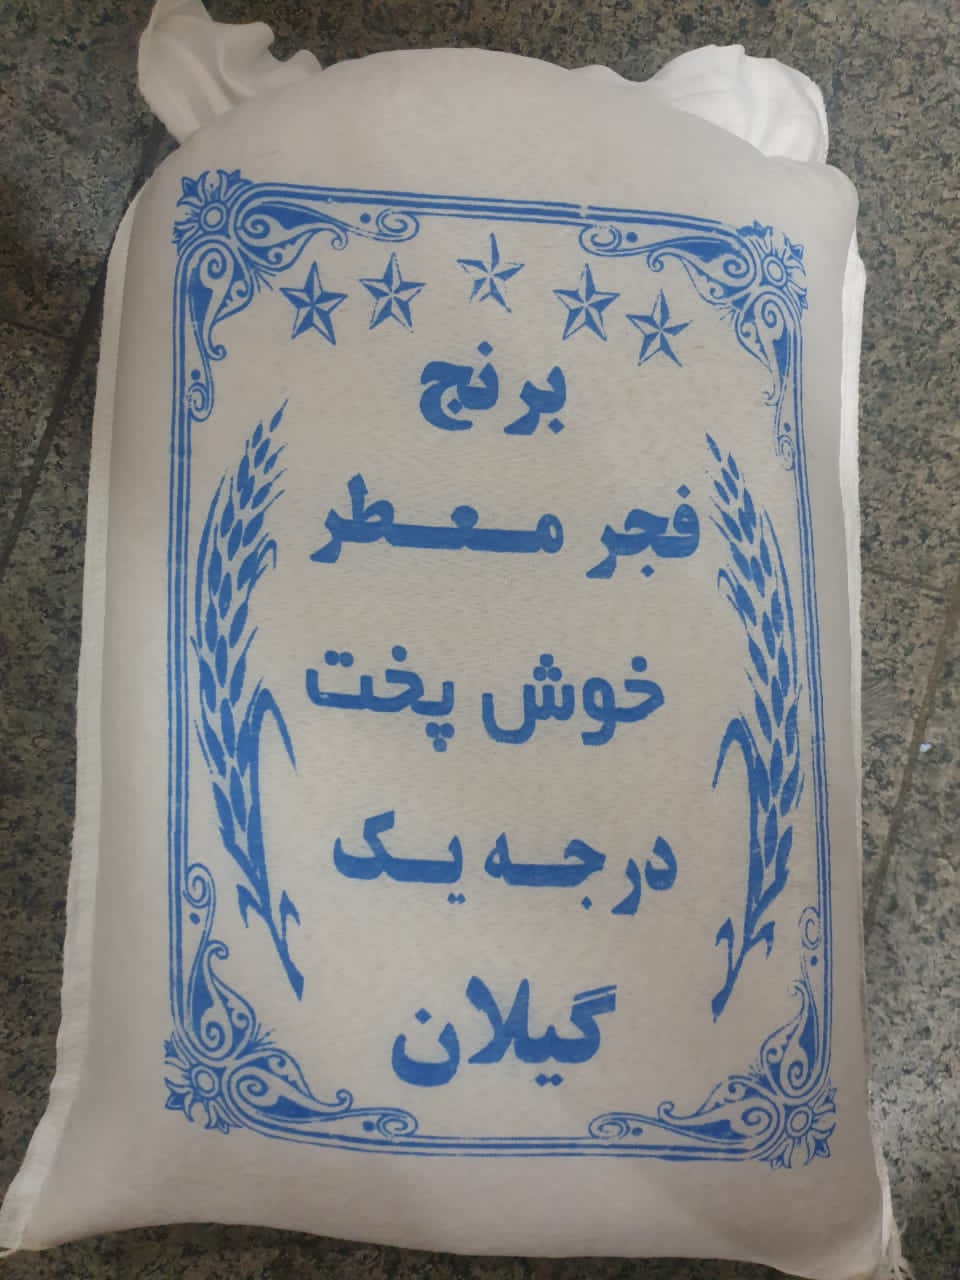 برنج
فجر معطر
خوش پخت
درجه یک
گیلان